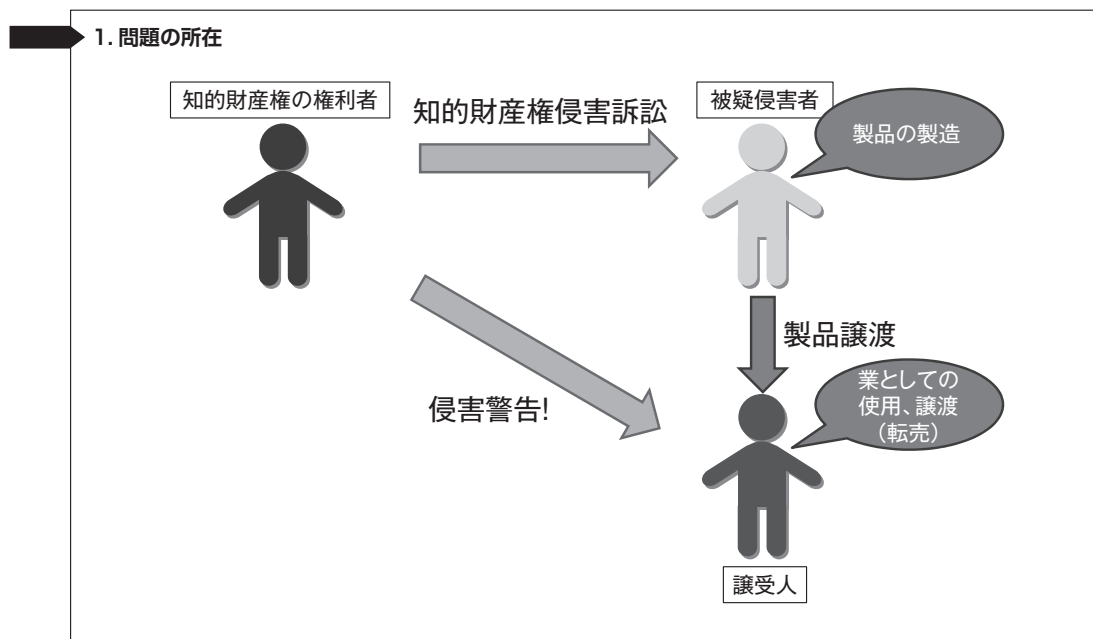 1. 問題の所在
知的財産権の権利者
知的財産権侵害訴訟
被疑侵害者
製品の製造
製品譲渡
侵害警告!
業としての
使用、譲渡
(転売)
譲受人